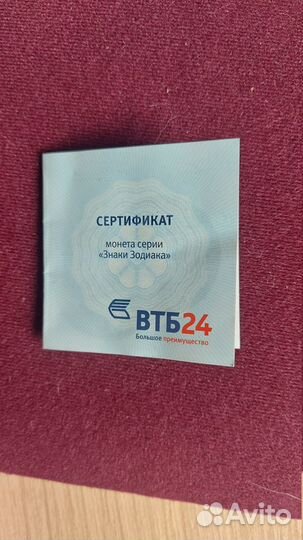 СЕРТИФИКАТ
монета серии
«Знаки Зодиака»
ВТБ24
Большое преимущество
Avito